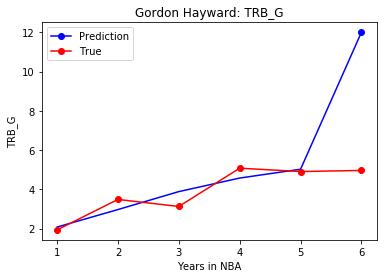 Gordon Hayward: TRB_G
Prediction
True
12
10
8
6
4
2
TRB_G
1 2 3 4 5 6
Years in NBA